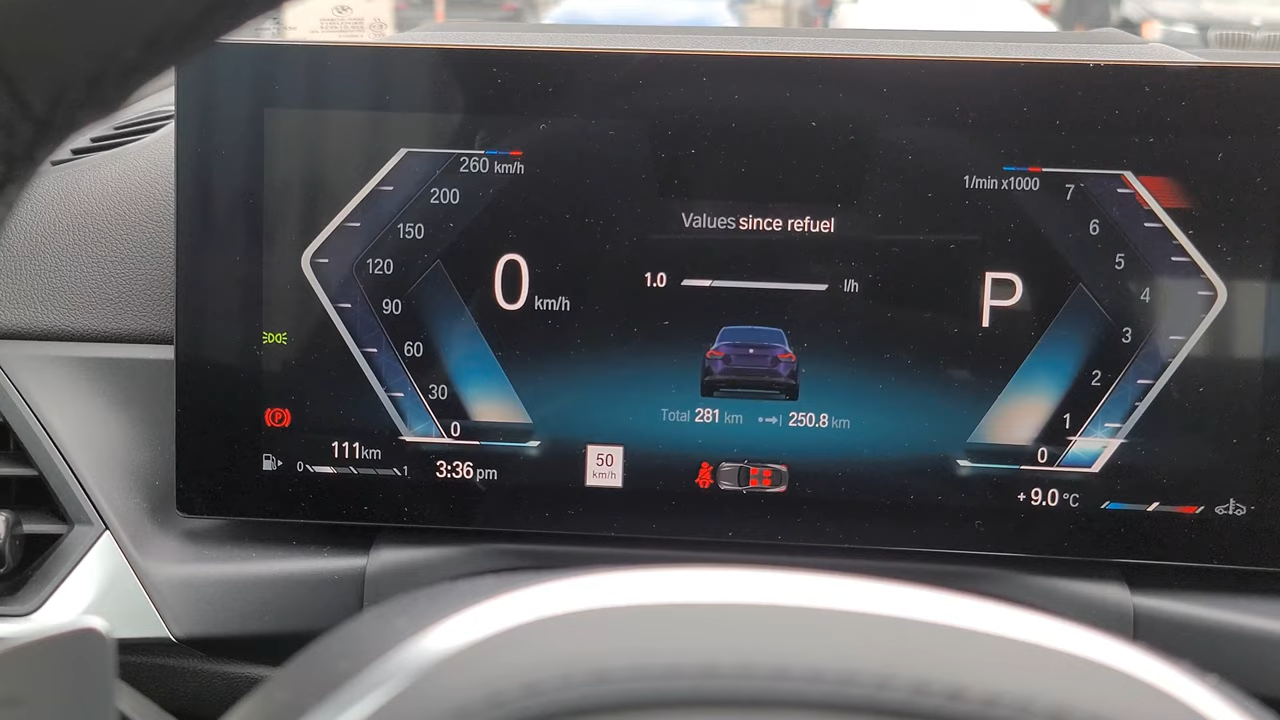 260 km/h
200
150
120
90
60
30
0
0 km/h
Values since refuel
1.0 l/h
Total 281 km 250.8 km
P
1/min x1000
7
6
5
4
3
2
1
0
P
111 km
0 1
3:36 pm
50
km/h
+ 9.0 °C